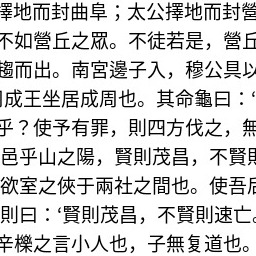 擇地而封曲阜；太公擇地而封營
不如營丘之眾。不徒若是，營丘
趨而出。南宮邊子入，穆公具以
成王坐居成周也。其命龜曰：‘
乎？使予有罪，則四方伐之，無
邑乎山之陽，賢則茂昌，不賢則
欲室之俠于兩社之間也。使吾后
則曰：‘賢則茂昌，不賢則速亡。
辛櫟之言小人也，子無复道也。